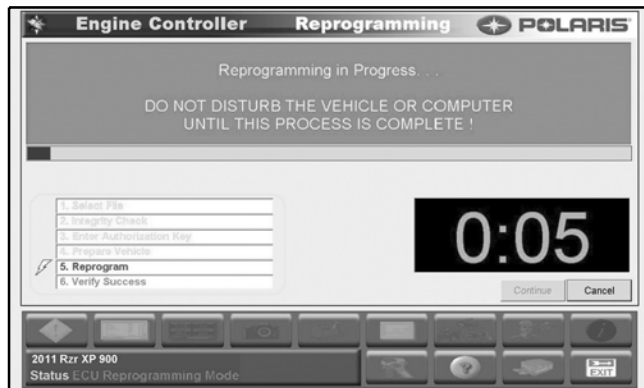 Engine Controller Reprogramming POLARIS
Reprogramming in Progress. . .
DO NOT DISTURB THE VEHICLE OR COMPUTER
UNTIL THIS PROCESS IS COMPLETE !
1. Select File
2. Integrity Check
3. Enter Authorization Key
4. Prepare Vehicle
5. Reprogram
6. Verify Success
0:05
Continue Cancel
2011 Rzr XP 900
Status ECU Reprogramming Mode
EXIT